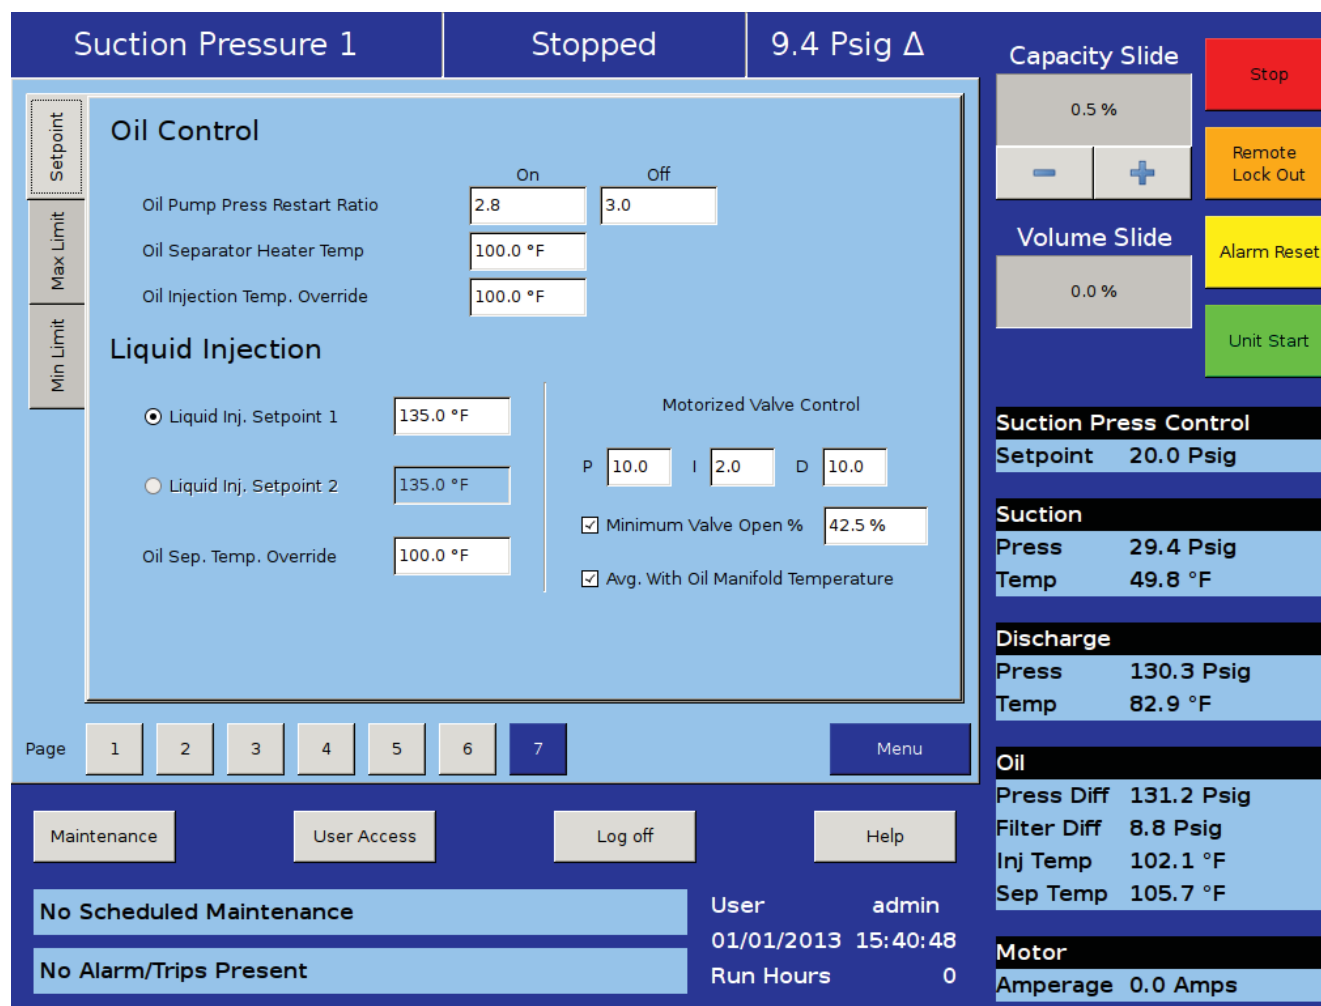 Suction Pressure 1 Stopped 9.4 Psig Δ
Setpoint
Max Limit
Min Limit
Oil Control
On Off
Oil Pump Press Restart Ratio 2.8 3.0
Oil Separator Heater Temp 100.0 °F
Oil Injection Temp. Override 100.0 °F
Liquid Injection
Liquid Inj. Setpoint 1 135.0 °F
Liquid Inj. Setpoint 2 135.0 °F
Oil Sep. Temp. Override 100.0 °F
Motorized Valve Control
P 10.0 I 2.0 D 10.0
Minimum Valve Open % 42.5 %
Avg. With Oil Manifold Temperature
Page 1 2 3 4 5 6 7 Menu
Maintenance User Access Log off Help
No Scheduled Maintenance
No Alarm/Trips Present
User admin
01/01/2013 15:40:48
Run Hours 0
Capacity Slide
0.5 %
Volume Slide
0.0 %
Stop
Remote
Lock Out
Alarm Reset
Unit Start
Suction Press Control
Setpoint 20.0 Psig
Suction
Press 29.4 Psig
Temp 49.8 °F
Discharge
Press 130.3 Psig
Temp 82.9 °F
Oil
Press Diff 131.2 Psig
Filter Diff 8.8 Psig
Inj Temp 102.1 °F
Sep Temp 105.7 °F
Motor
Amperage 0.0 Amps